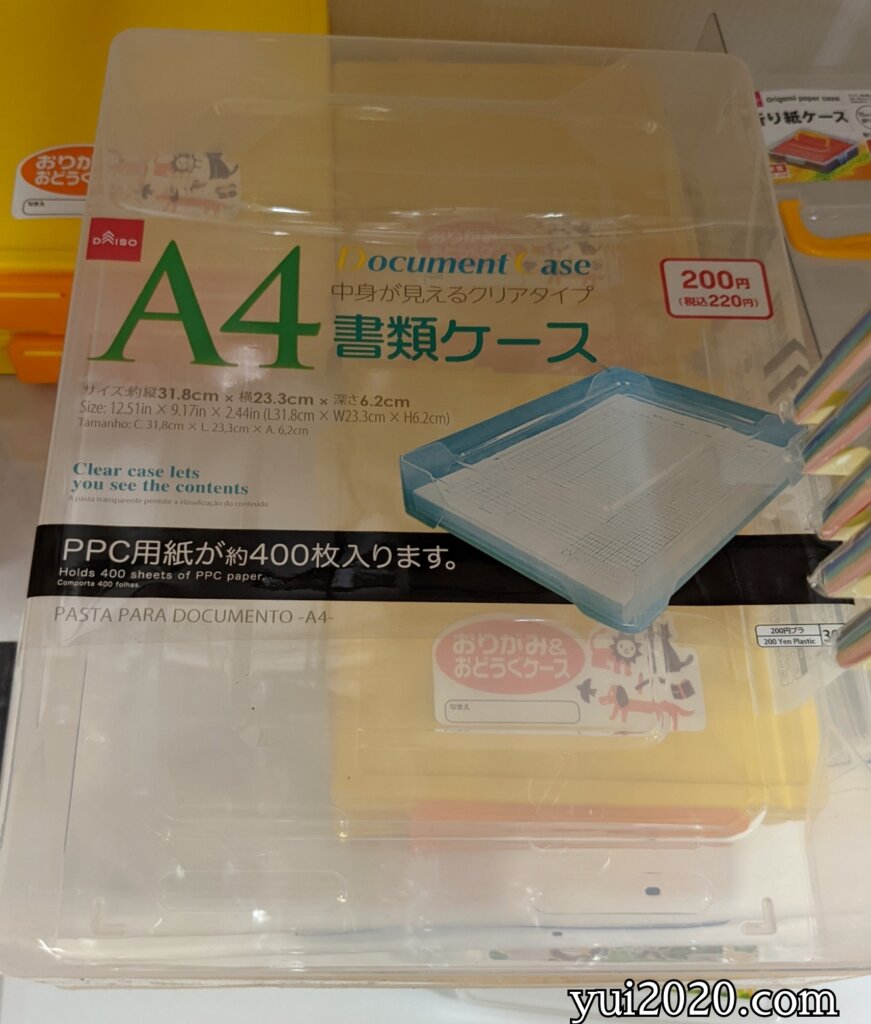 origami paper case
折り紙ケース
おりが
おどうぐ
なまえ
DAISO
A4
Document Case
中身が見えるクリアタイプ
書類ケース
200円
(税込220円)
サイズ:約縦31.8cm × 横23.3cm × 深さ6.2cm
Size: 12.51in × 9.17in × 2.44in (L31.8cm × W23.3cm × H6.2cm)
Tamanho: C. 31,8cm × L. 23,3cm × A. 6,2cm
Clear case lets
you see the contents
A pasta transparente permite a vizualização do conteúdo
PPC用紙が約400枚入ります。
Holds 400 sheets of PPC paper.
Comporta 400 folhas.
PASTA PARA DOCUMENTO -A4-
200円プラ
200 Yen Plastic
30
おりがみ&
おどうぐケース
なまえ
yui2020.com